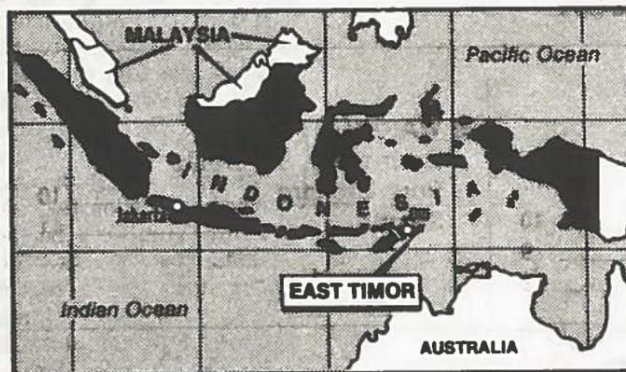 MALAYSIA
Pacific Ocean
INDONESIA
Jakarta
EAST TIMOR
Indian Ocean
AUSTRALIA